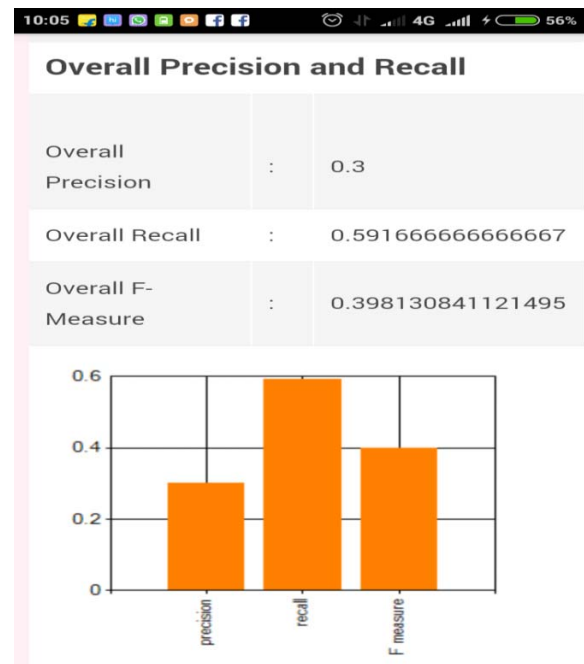 10:05 4G 56%
Overall Precision and Recall
Overall
Precision : 0.3
Overall Recall : 0.591666666666667
Overall F-
Measure : 0.398130841121495
0.6
0.4
0.2
0
precision
recall
F measure